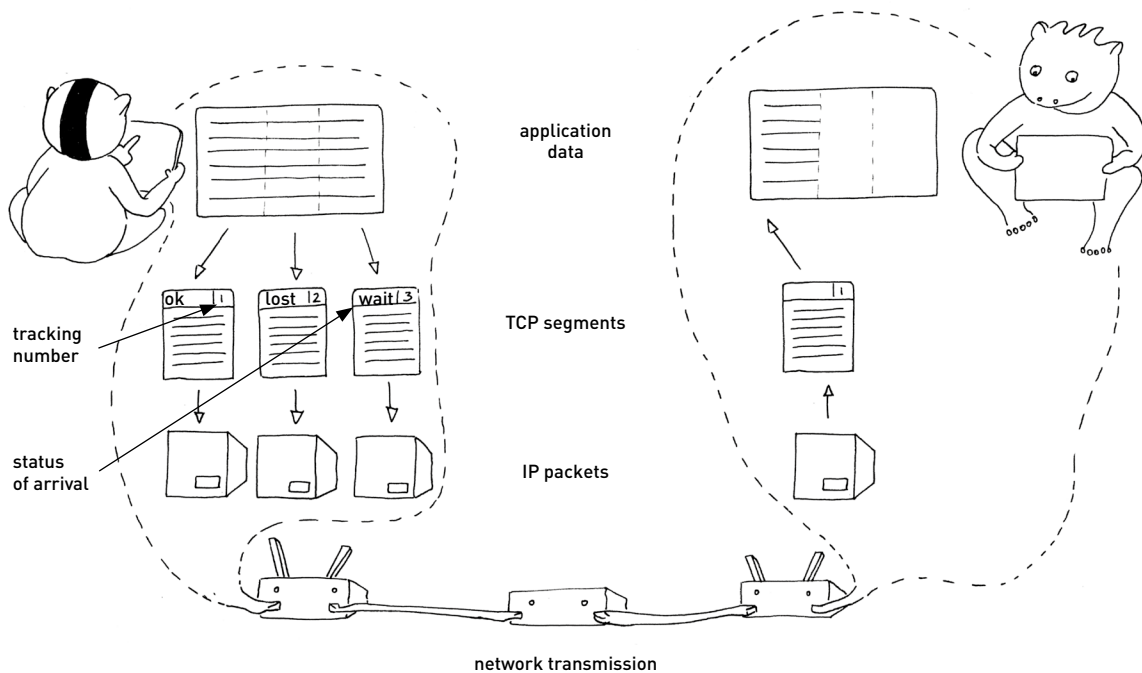 application
data
ok 1
lost 2
wait 3
1
tracking
number
TCP segments
status
of arrival
IP packets
network transmission